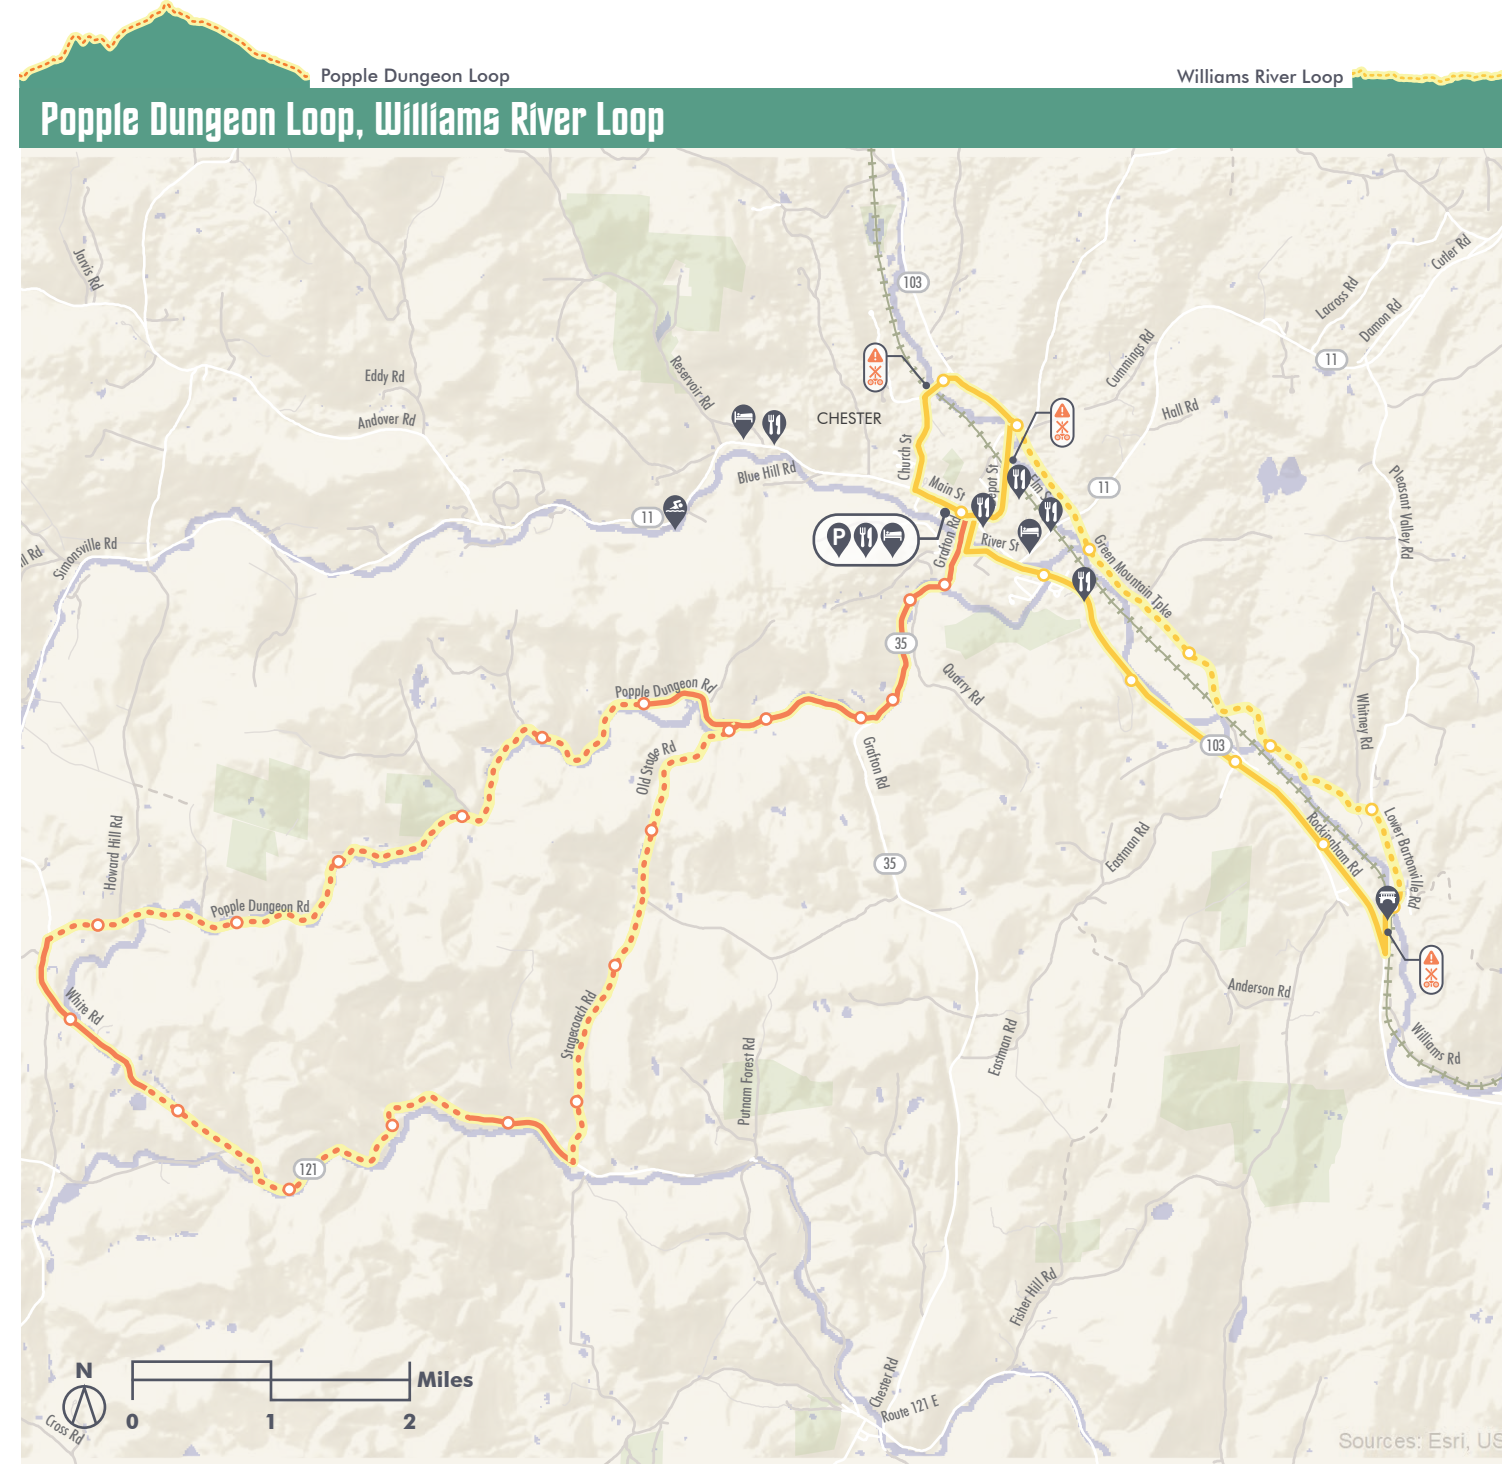 Popple Dungeon Loop
Williams River Loop
Popple Dungeon Loop, Williams River Loop
Jarvis Rd
Cutler Rd
103
Lacross Rd
Damon Rd
11
Cummings Rd
Eddy Rd
Reservoir Rd
Andover Rd
CHESTER
Hall Rd
Church St
Blue Hill Rd
Main St
11
Pleasant Valley Rd
11
P
Simonsville Rd
Grafton Rd
River St
Green Mountain Tpke
35
Quarry Rd
Popple Dungeon Rd
Whitney Rd
Old Stage Rd
Grafton Rd
103
Howard Hill Rd
35
Eastman Rd
Rockingham Rd
Lower Bartonville Rd
Popple Dungeon Rd
White Rd
Anderson Rd
Stagecoach Rd
Eastman Rd
Williams Rd
Putnam Forest Rd
121
Fisher Hill Rd
N
Miles
0 1 2
Chester Rd
Route 121 E
Cross Rd
Sources: Esri, US